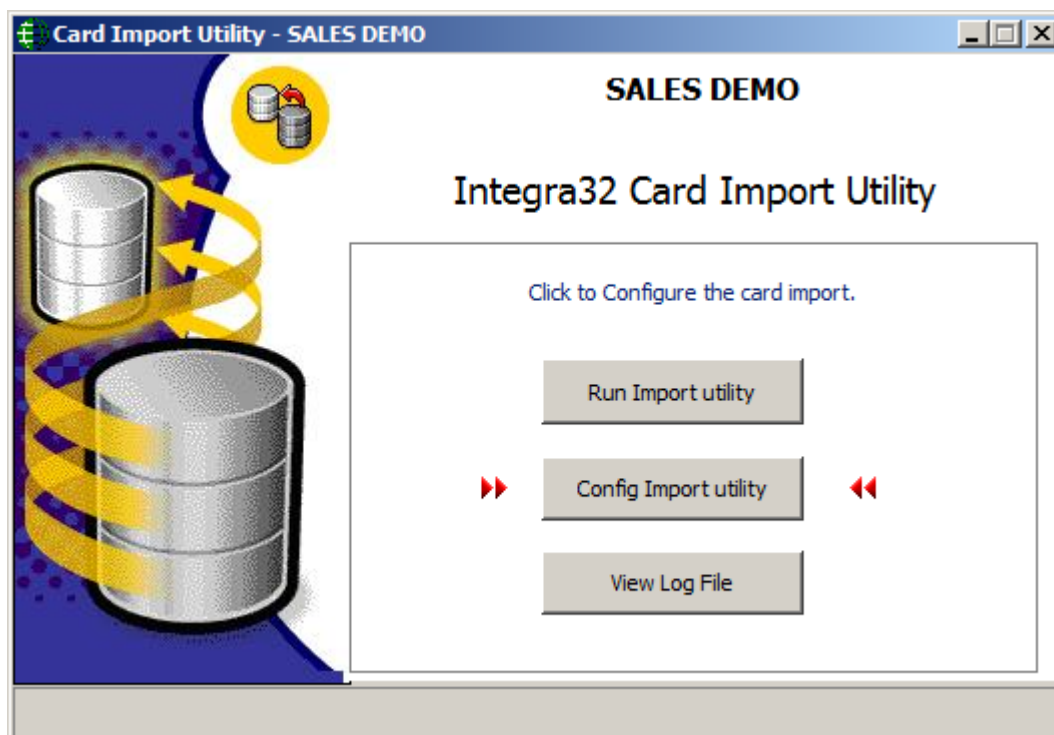 Card Import Utility - SALES DEMO
SALES DEMO
Integra32 Card Import Utility
Click to Configure the card import.
Run Import utility
Config Import utility
View Log File